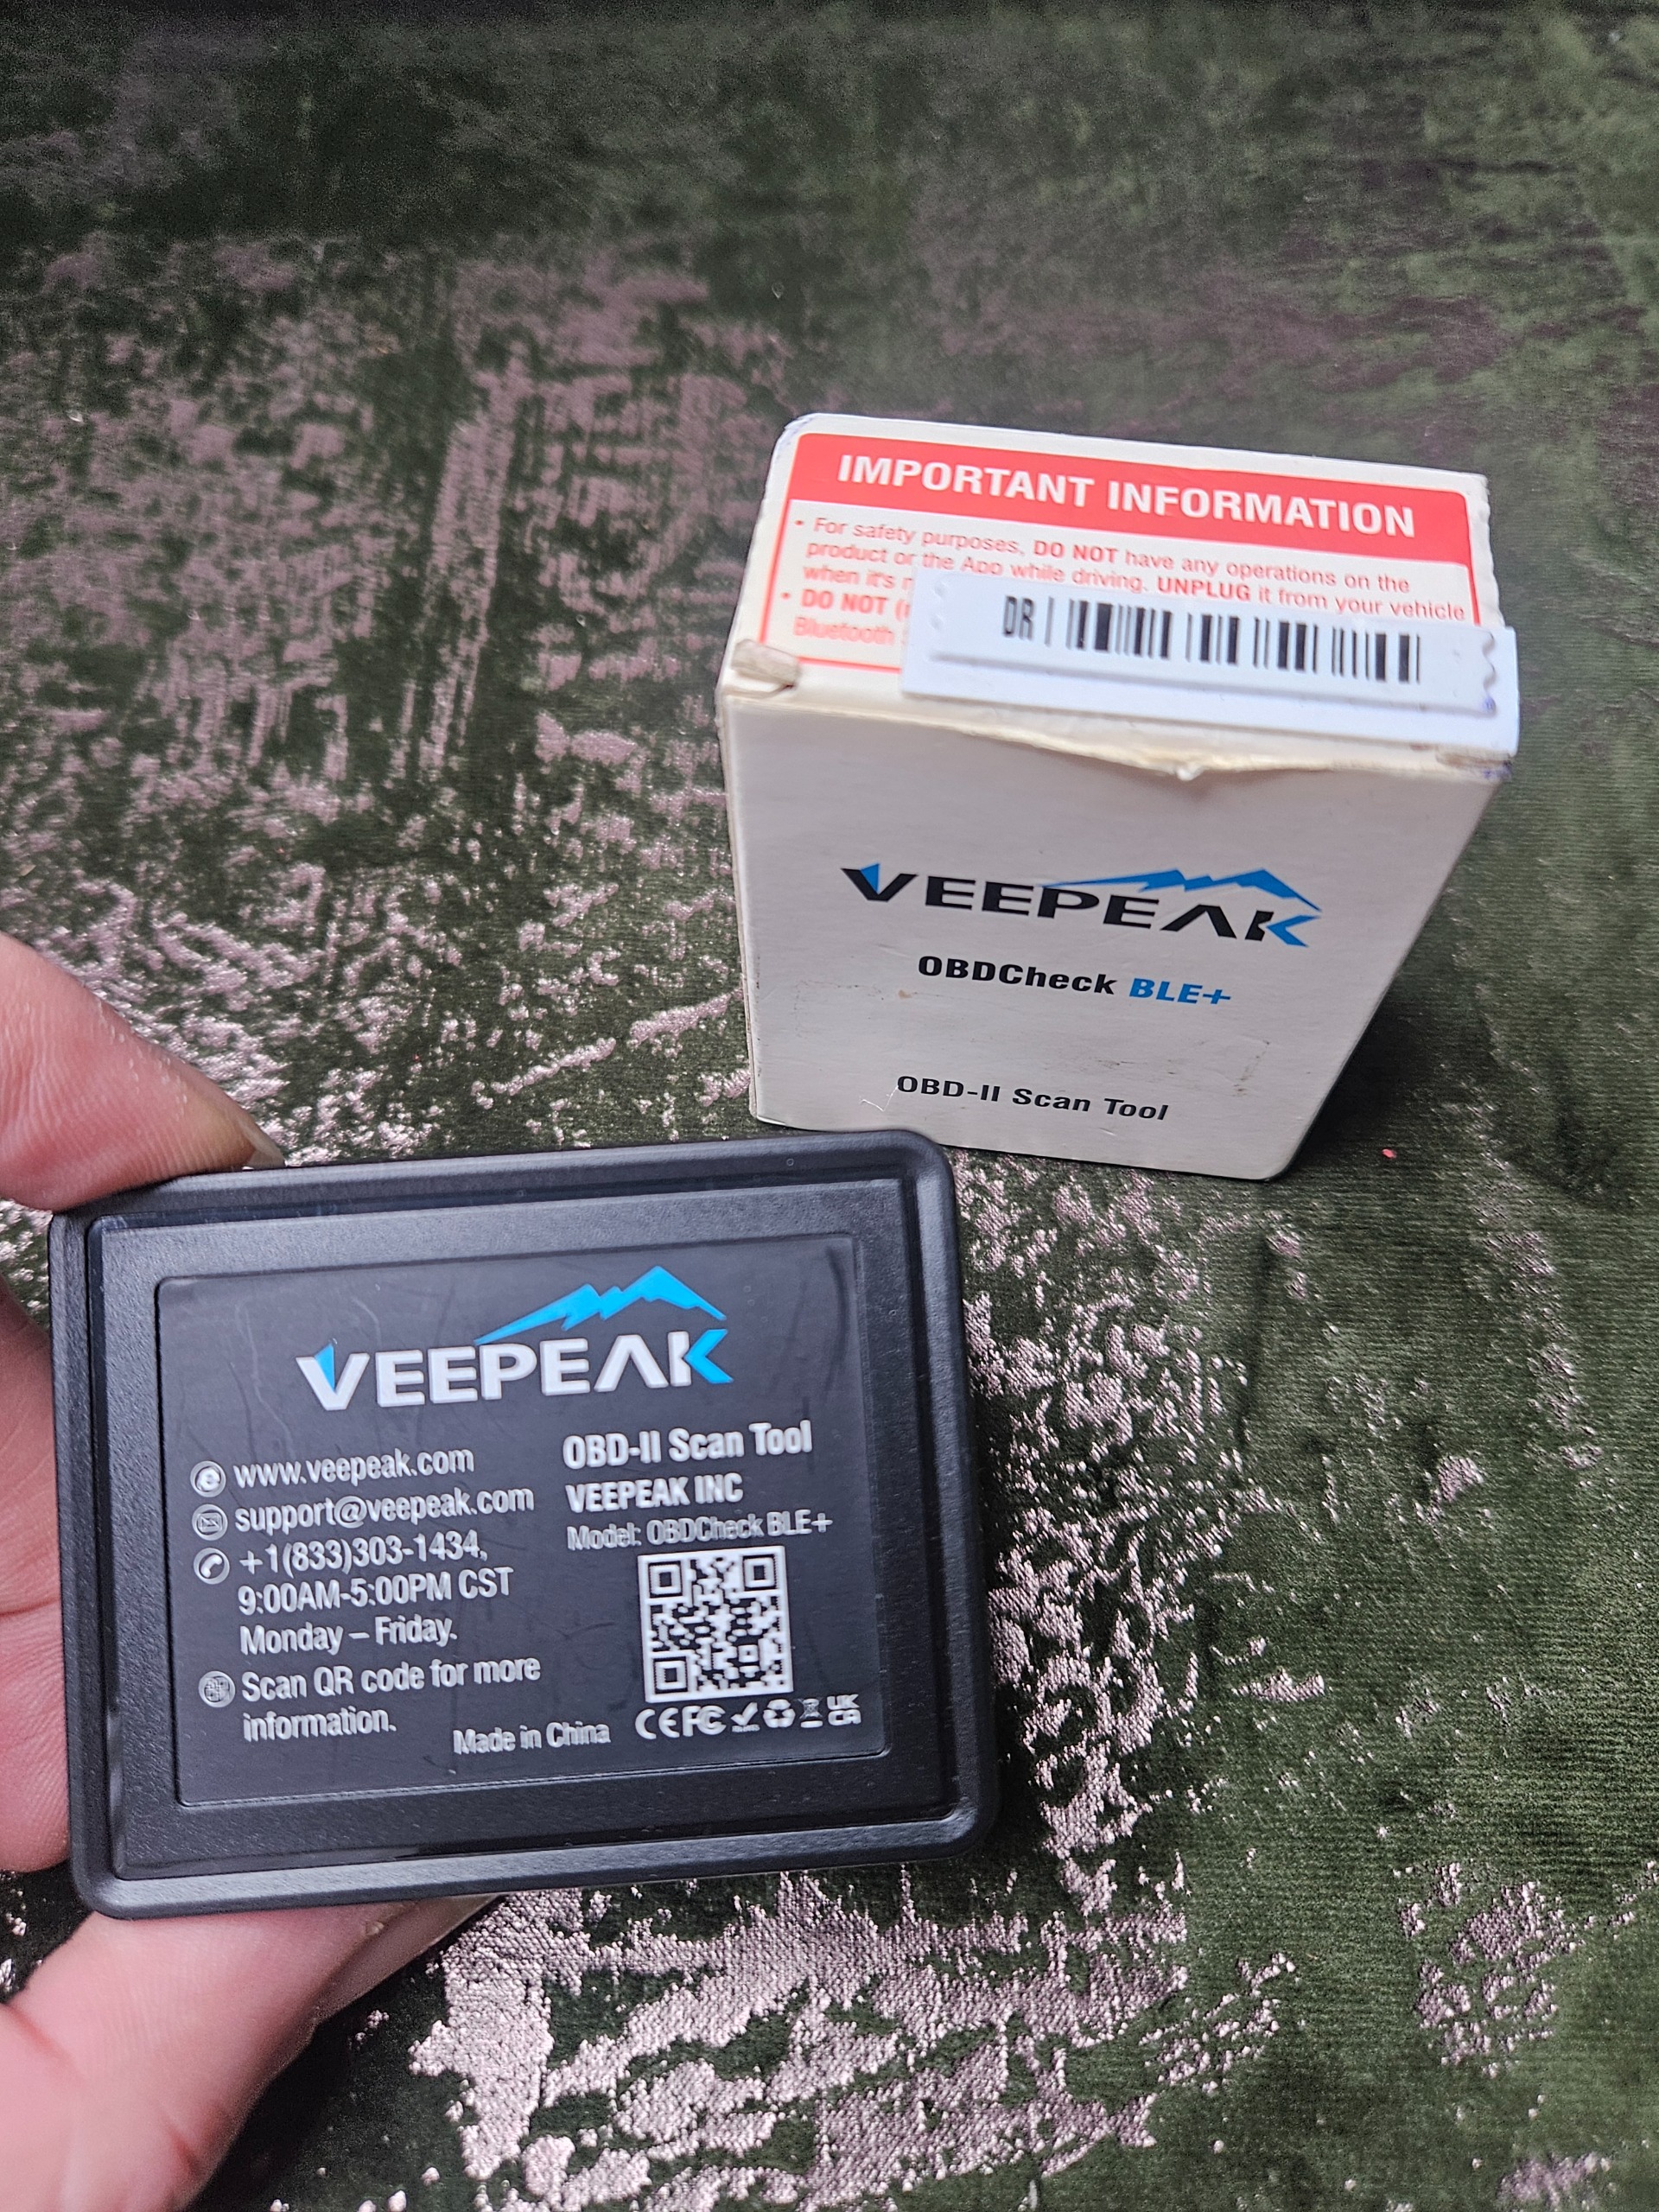 IMPORTANT INFORMATION
• For safety purposes, DO NOT have any operations on the
product or the App while driving. UNPLUG it from your vehicle
when it's
• DO NOT
Bluetooth
DR |
VEEPEAK
OBDCheck BLE+
OBD-II Scan Tool
VEEPEAK
www.veepeak.com
support@veepeak.com
+1(833)303-1434,
9:00AM-5:00PM CST
Monday – Friday.
Scan QR code for more
information.
OBD-II Scan Tool
VEEPEAK INC
Model: OBDCheck BLE+
Made in China
CE FC UK
CA